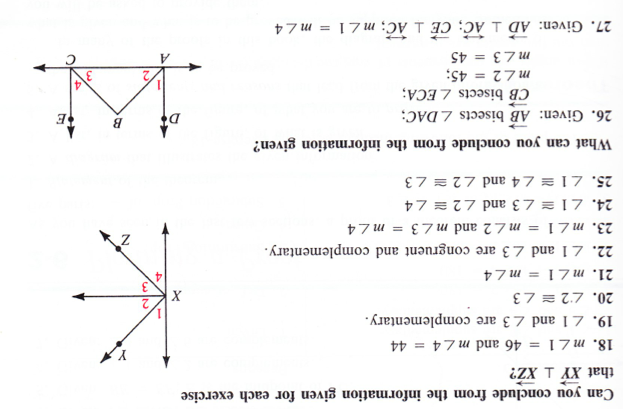 Can you conclude from the information given for each exercise
that XY ⊥ XZ?
18. m∠1 = 46 and m∠4 = 44
19. ∠1 and ∠3 are complementary.
20. ∠2 ≅ ∠3
21. m∠1 = m∠4
22. ∠1 and ∠3 are congruent and complementary.
23. m∠1 = m∠2 and m∠3 = m∠4
24. ∠1 ≅ ∠3 and ∠2 ≅ ∠4
25. ∠1 ≅ ∠4 and ∠2 ≅ ∠3
Y
X
1
2
3
4
Z
What can you conclude from the information given?
26. Given: AB bisects ∠DAC;
CB bisects ∠ECA;
m∠2 = 45;
m∠3 = 45
27. Given: AD ⊥ AC; CE ⊥ AC; m∠1 = m∠4
D
B
E
1
2
3
4
A
C